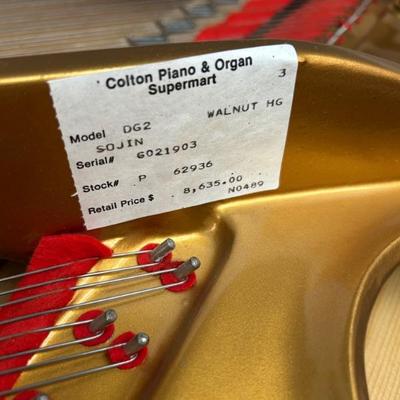 Colton Piano & Organ
Supermart 3
Model DG2 WALNUT HG
SOJIN
Serial# G021903
Stock# P 62936
Retail Price $ 8,635.00
N0489